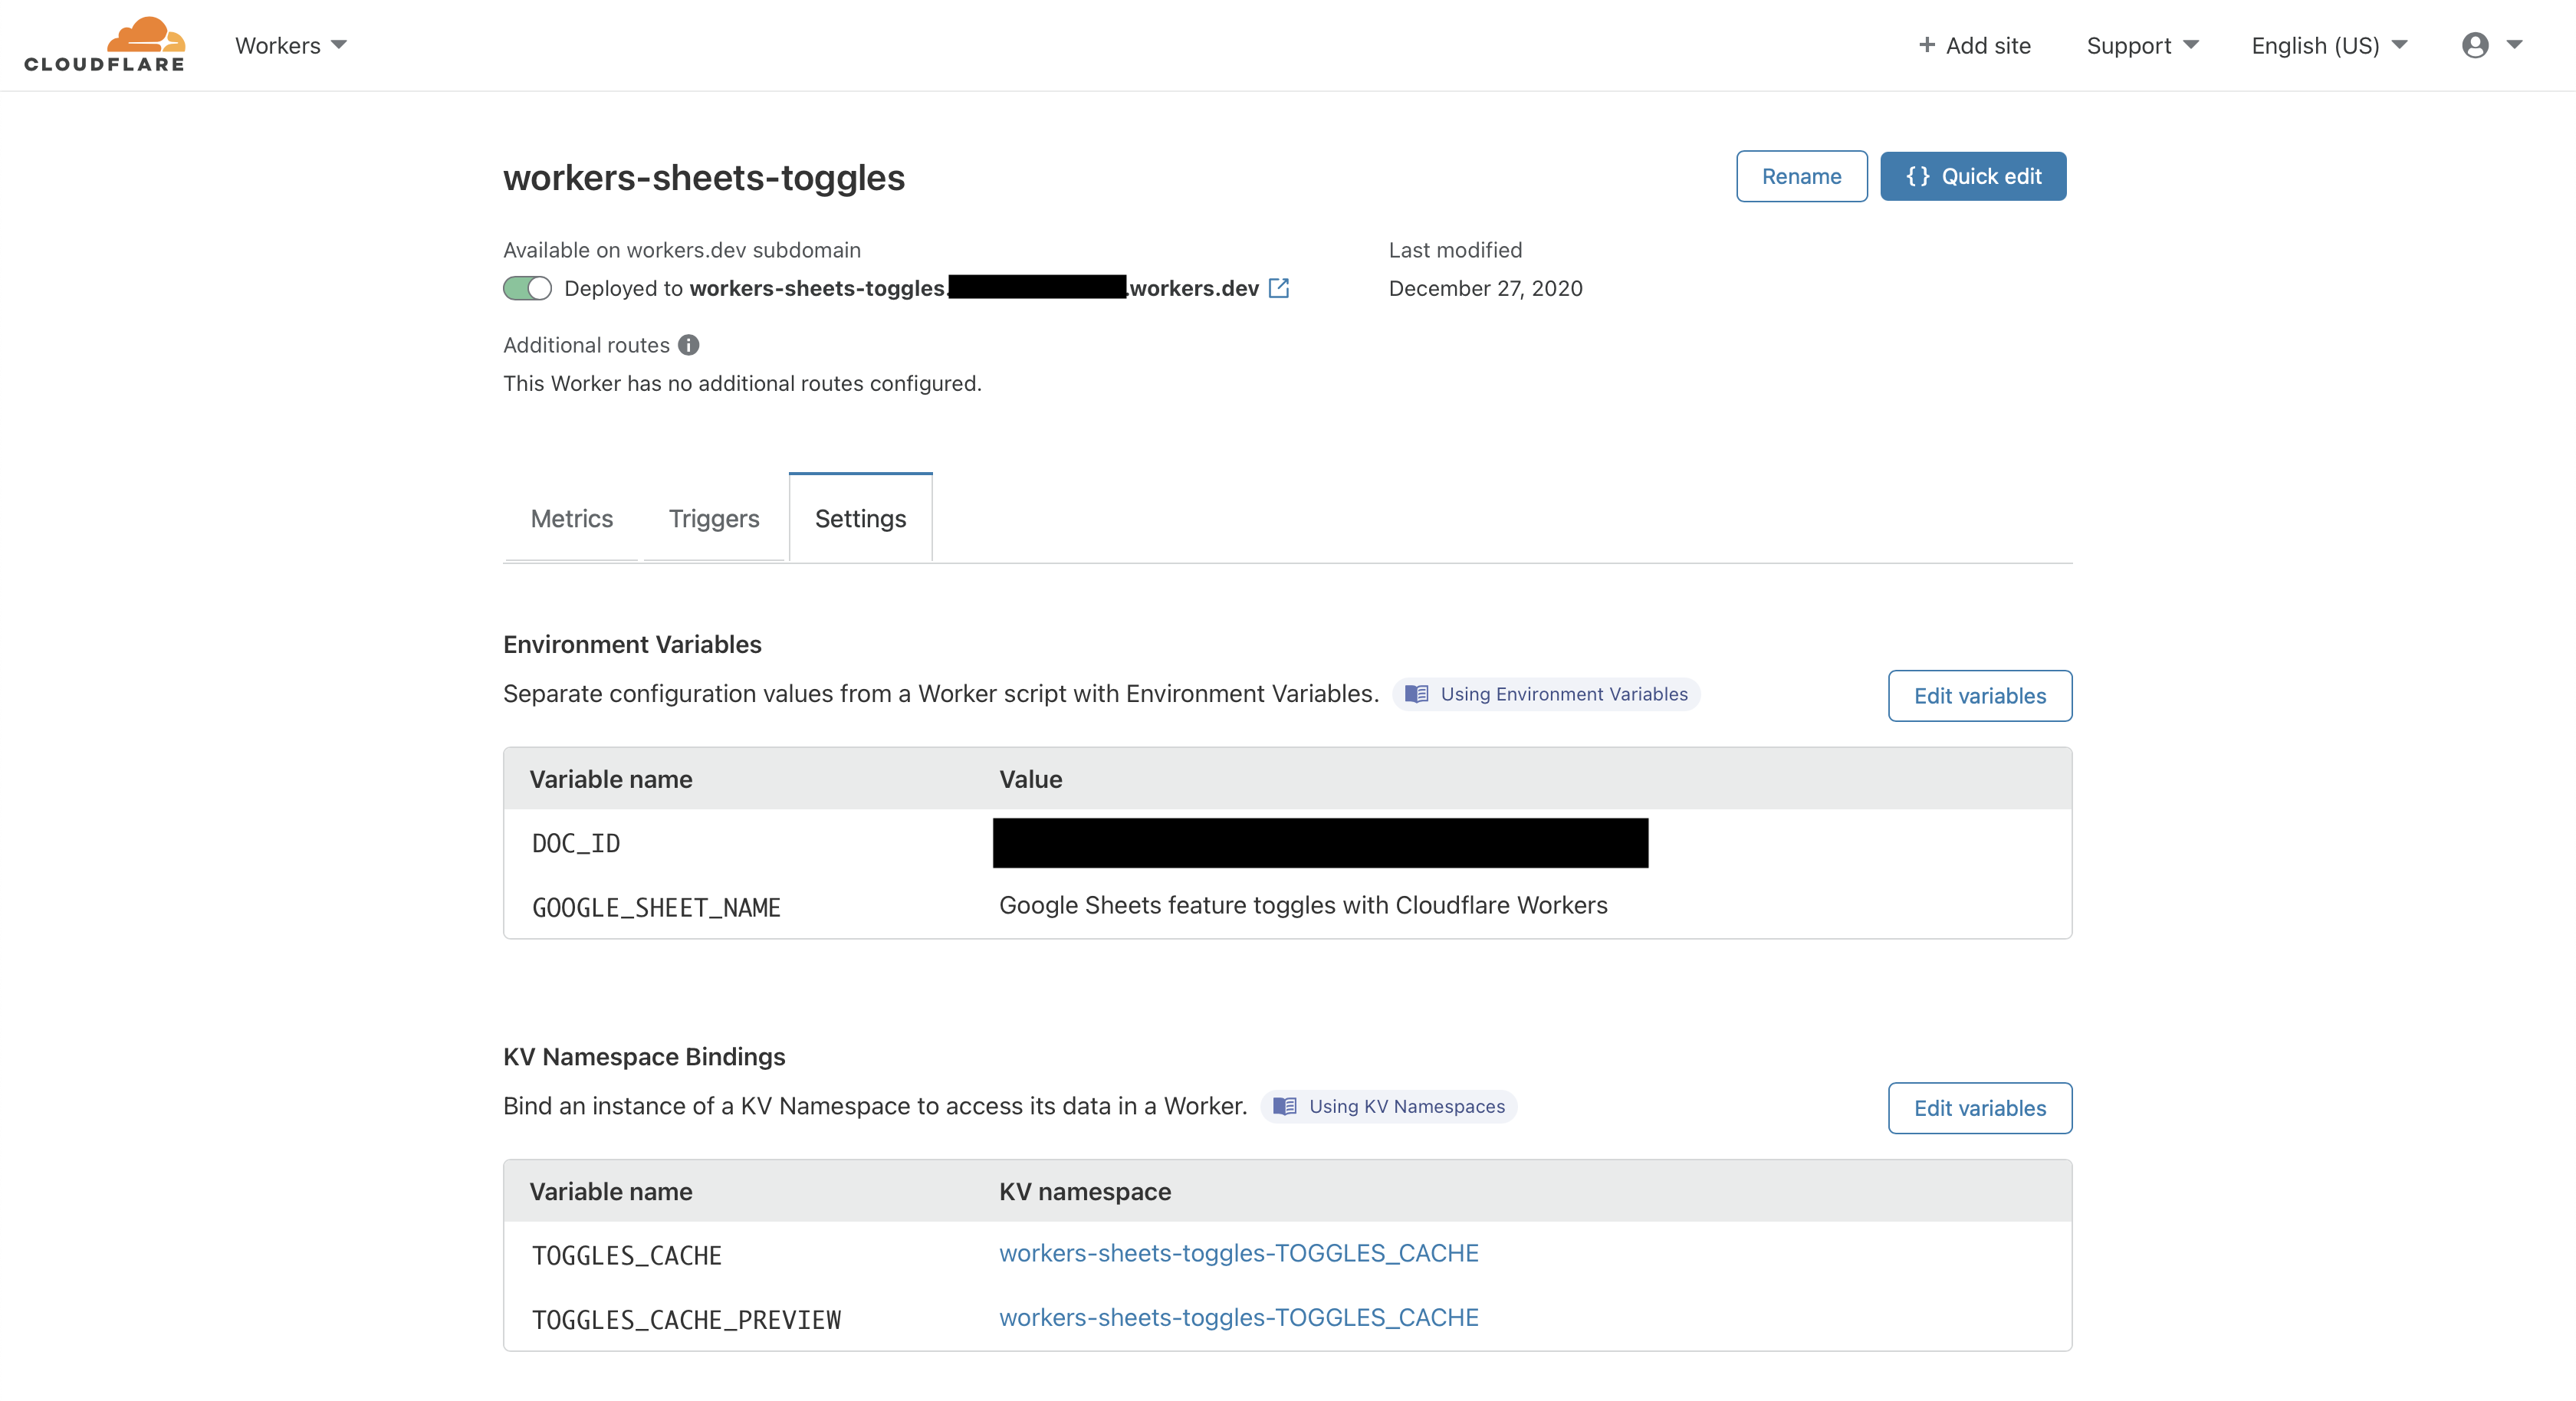 CLOUDFLARE
Workers
Add site
Support
English (US)
workers-sheets-toggles
Rename
{ } Quick edit
Available on workers.dev subdomain
Last modified
Deployed to workers-sheets-toggles. .workers.dev
December 27, 2020
Additional routes
This Worker has no additional routes configured.
Metrics
Triggers
Settings
Environment Variables
Separate configuration values from a Worker script with Environment Variables.
Using Environment Variables
Edit variables
Variable name
Value
DOC_ID
GOOGLE_SHEET_NAME
Google Sheets feature toggles with Cloudflare Workers
KV Namespace Bindings
Bind an instance of a KV Namespace to access its data in a Worker.
Using KV Namespaces
Edit variables
Variable name
KV namespace
TOGGLES_CACHE
workers-sheets-toggles-TOGGLES_CACHE
TOGGLES_CACHE_PREVIEW
workers-sheets-toggles-TOGGLES_CACHE